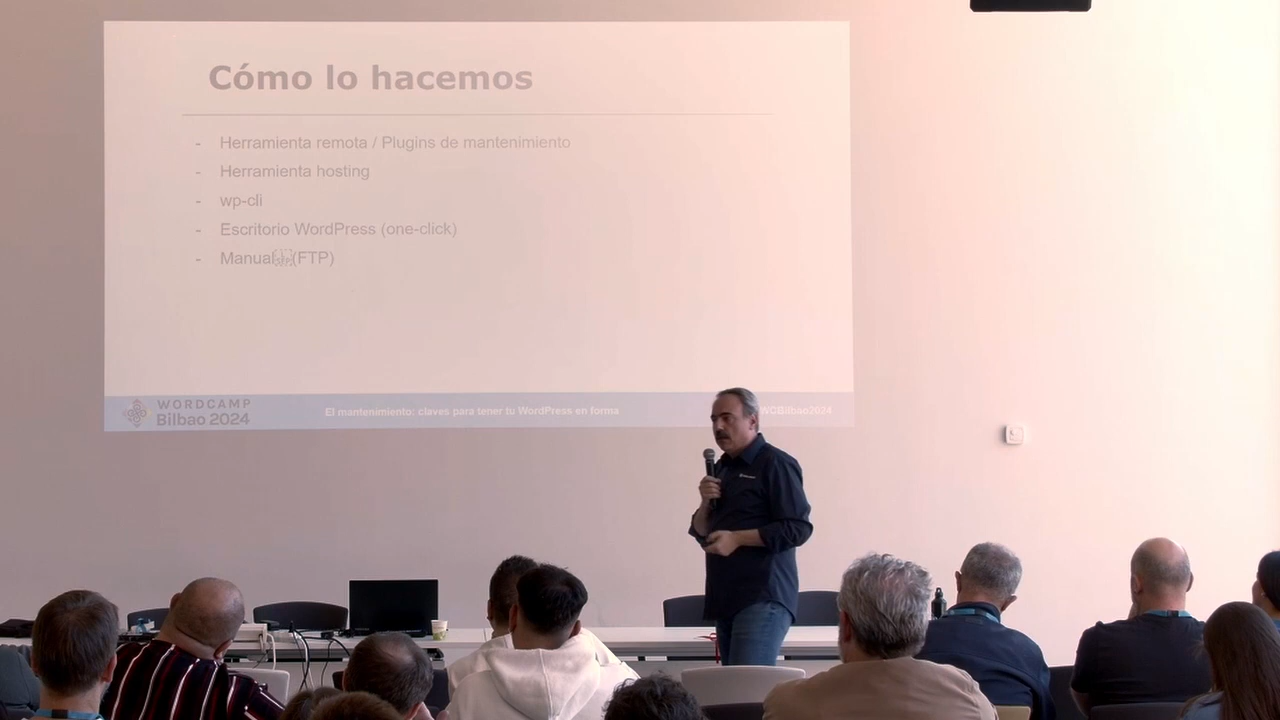 Cómo lo hacemos
- Herramienta remota / Plugins de mantenimiento
- Herramienta hosting
- wp-cli
- Escritorio WordPress (one-click)
- Manual (FTP)
WORDCAMP
Bilbao 2024
El mantenimiento: claves para tener tu WordPress en forma
WCBilbao2024